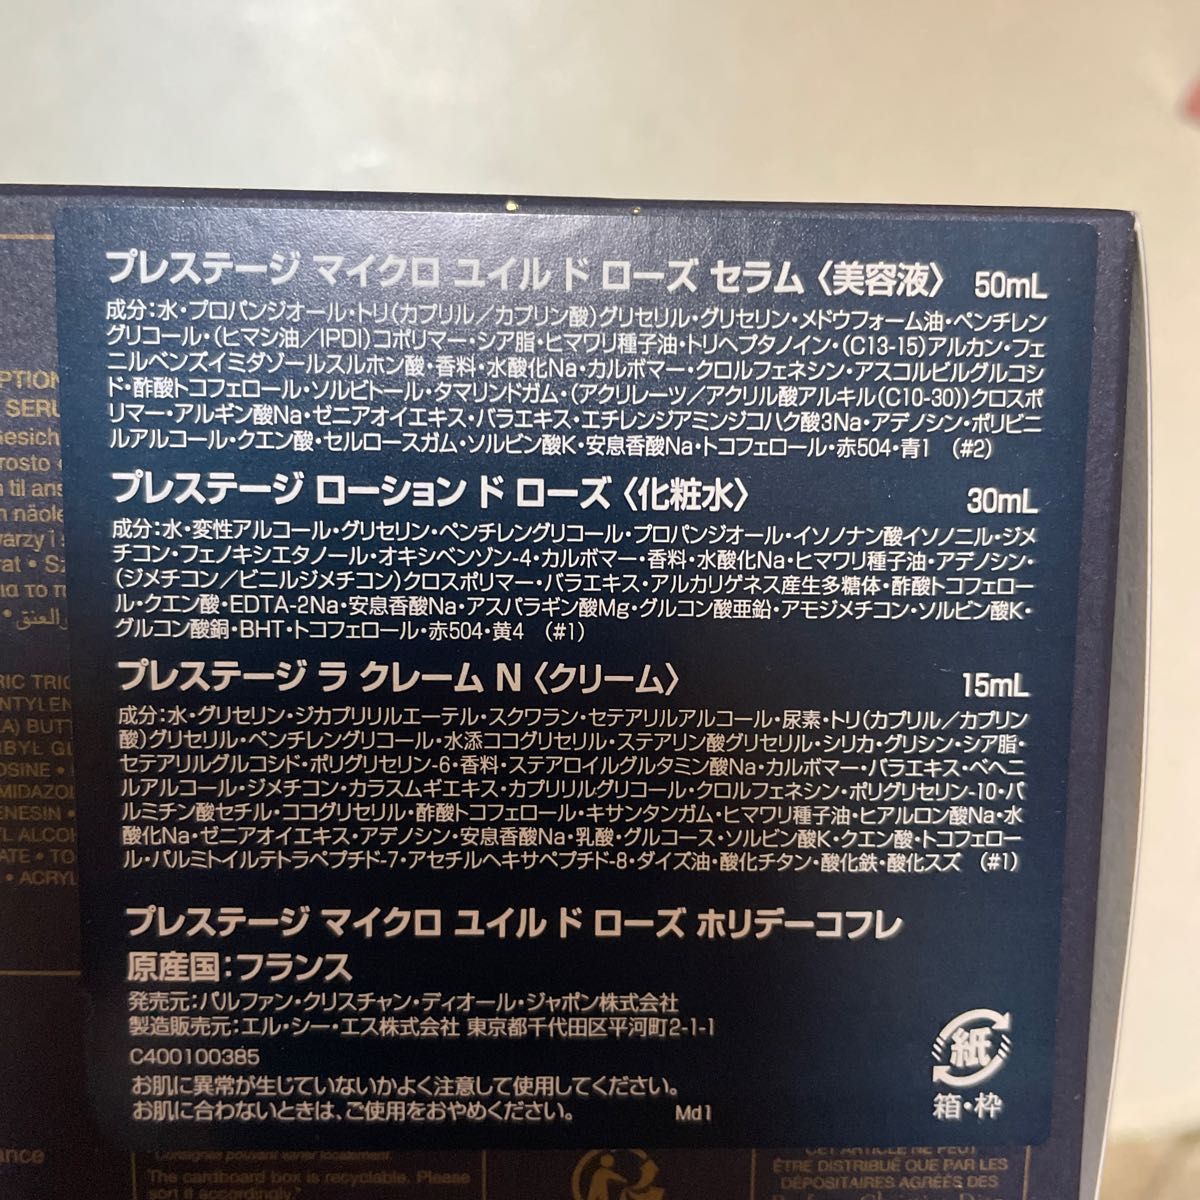 プレステージ マイクロ ユイル ド ローズ セラム〈美容液〉 50mL
成分:水・プロパンジオール・トリ(カプリル/カプリン酸)グリセリル・グリセリン・メドウフォーム油・ペンチレン
グリコール・(ヒマシ油/IPDI)コポリマー・シア脂・ヒマワリ種子油・トリヘプタノイン・(C13-15)アルカン・フェ
ニルベンズイミダゾールスルホン酸・香料・水酸化Na・カルボマー・クロルフェネシン・アスコルビルグルコシ
ド・酢酸トコフェロール・ソルビトール・タマリンドガム・(アクリレーツ/アクリル酸アルキル(C10-30))クロスポ
リマー・アルギン酸Na・ゼニアオイエキス・バラエキス・エチレンジアミンジコハク酸3Na・アデノシン・ポリビニ
ルアルコール・クエン酸・セルロースガム・ソルビン酸K・安息香酸Na・トコフェロール・赤504・青1 (#2)
プレステージ ローション ド ローズ〈化粧水〉 30mL
成分:水・変性アルコール・グリセリン・ペンチレングリコール・プロパンジオール・イソノナン酸イソノニル・ジメ
チコン・フェノキシエタノール・オキシベンゾン-4・カルボマー・香料・水酸化Na・ヒマワリ種子油・アデノシン・
(ジメチコン/ビニルジメチコン)クロスポリマー・バラエキス・アルカリゲネス産生多糖体・酢酸トコフェロー
ル・クエン酸・EDTA-2Na・安息香酸Na・アスパラギン酸Mg・グルコン酸亜鉛・アモジメチコン・ソルビン酸K・
グルコン酸銅・BHT・トコフェロール・赤504・黄4 (#1)
プレステージ ラ クレーム N〈クリーム〉 15mL
成分:水・グリセリン・ジカプリリルエーテル・スクワラン・セテアリルアルコール・尿素・トリ(カプリル/カプリン
酸)グリセリル・ペンチレングリコール・水添ココグリセリル・ステアリン酸グリセリル・シリカ・グリシン・シア脂・
セテアリルグルコシド・ポリグリセリン-6・香料・ステアロイルグルタミン酸Na・カルボマー・バラエキス・ベヘニ
ルアルコール・ジメチコン・カラスムギエキス・カプリリルグリコール・クロルフェネシン・ポリグリセリン-10・パ
ルミチン酸セチル・ココグリセリル・酢酸トコフェロール・キサンタンガム・ヒマワリ種子油・ヒアルロン酸Na・水
酸化Na・ゼニアオイエキス・アデノシン・安息香酸Na・乳酸・グルコース・ソルビン酸K・クエン酸・トコフェロー
ル・パルミトイルテトラペプチド-7・アセチルヘキサペプチド-8・ダイズ油・酸化チタン・酸化鉄・酸化スズ (#1)
プレステージ マイクロ ユイル ド ローズ ホリデーコフレ
原産国:フランス
発売元:パルファン・クリスチャン・ディオール・ジャポン株式会社
製造販売元:エル・シー・エス株式会社 東京都千代田区平河町2-1-1
C400100385
お肌に異常が生じていないかよく注意して使用してください。
お肌に合わないときは、ご使用をおやめください。 Md1
紙
箱・枠
Consignes pouvant varier localement.
The cardboard box is recyclable. Please
sort it accordingly.
CET ARTICLE NE PEUT
ÊTRE DISTRIBUÉ QUE PAR LES
DÉPOSITAIRES AGRÉÉS DES